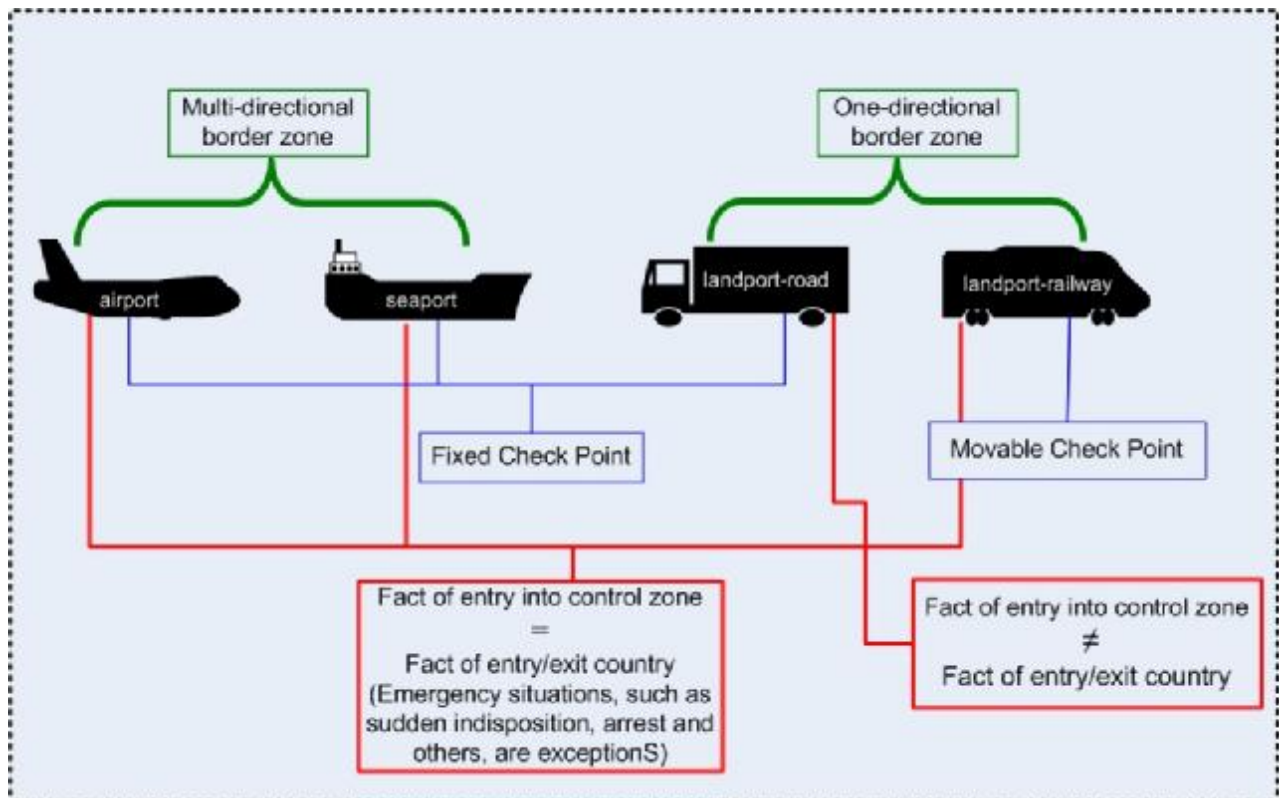 Multi-directional
border zone
One-directional
border zone
airport
seaport
landport-road
landport-railway
Fixed Check Point
Movable Check Point
Fact of entry into control zone
=
Fact of entry/exit country
(Emergency situations, such as
sudden indisposition, arrest and
others, are exceptionS)
Fact of entry into control zone
≠
Fact of entry/exit country